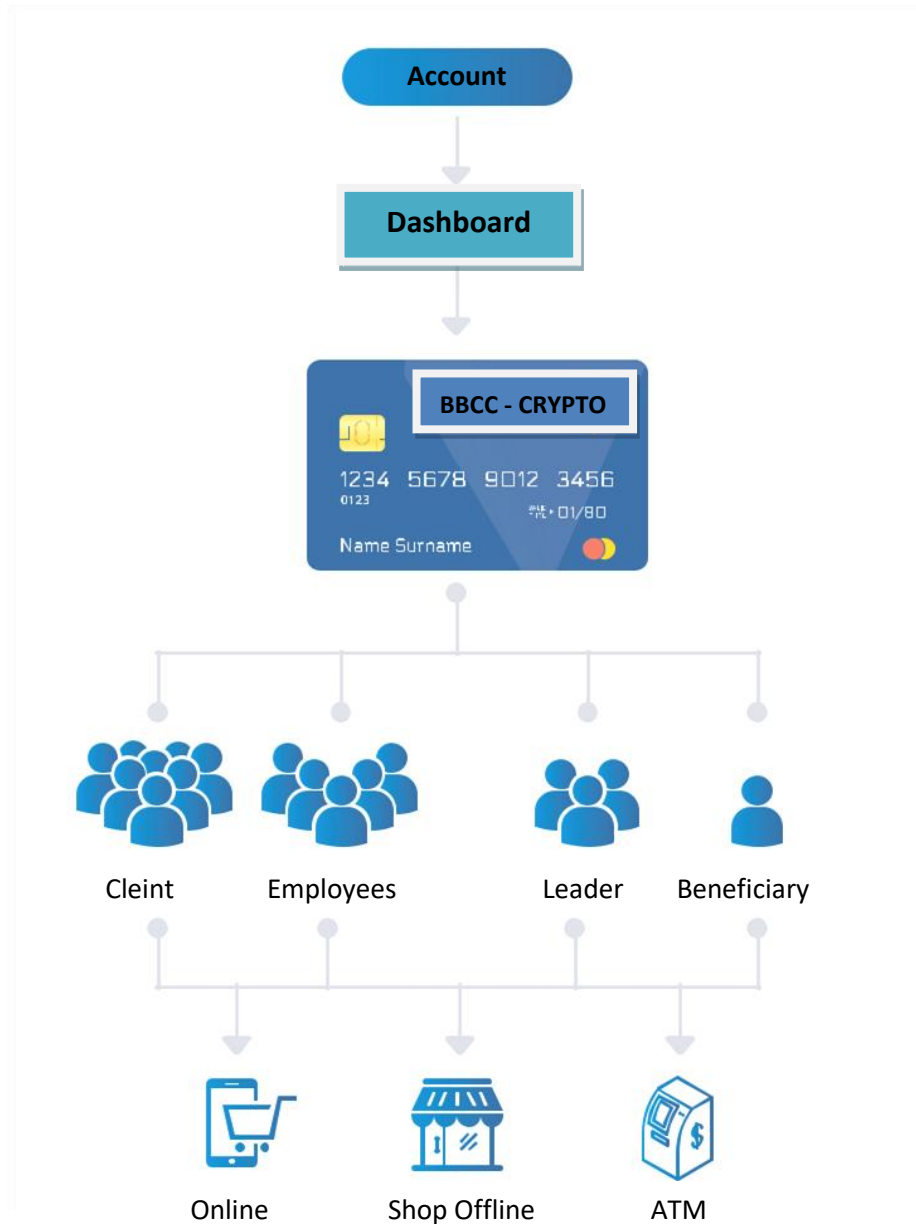 Account
Dashboard
BBCC - CRYPTO
1234 5678 9012 3456
0123
01/80
Name Surname
Cleint Employees Leader Beneficiary
Online Shop Offline ATM
$